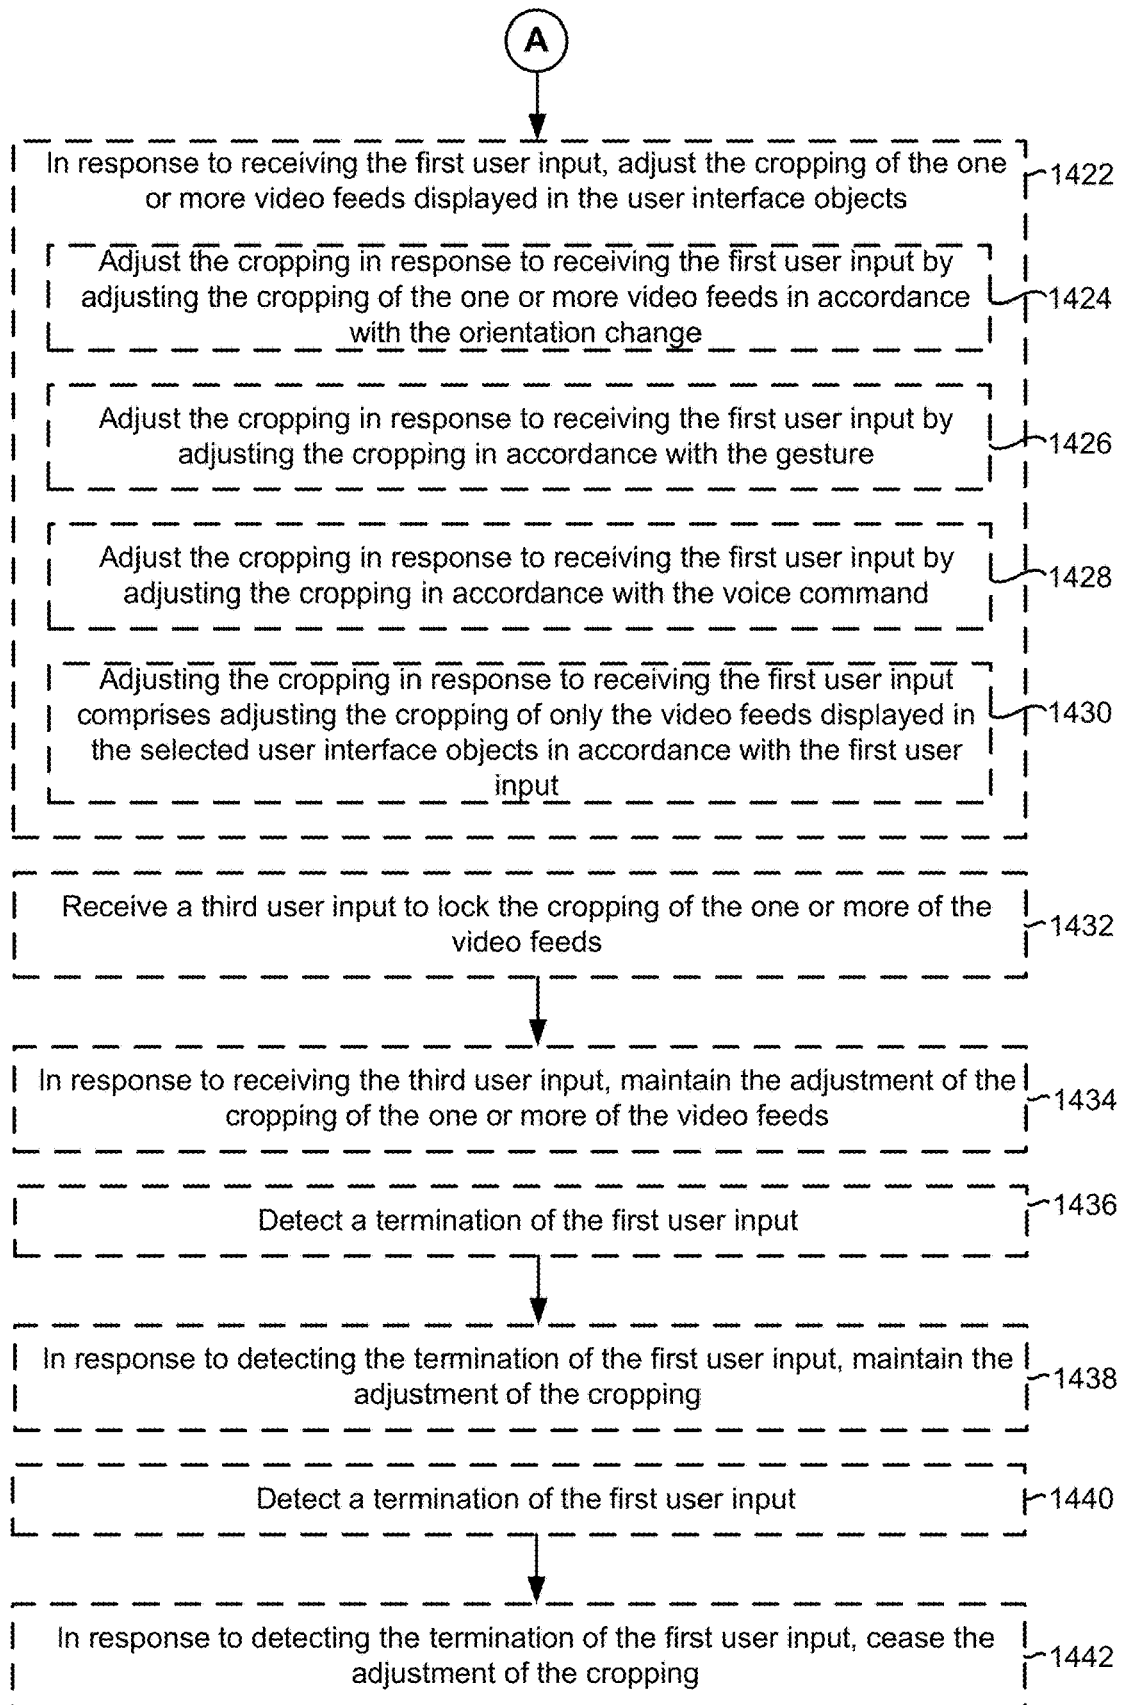 A
In response to receiving the first user input, adjust the cropping of the one
or more video feeds displayed in the user interface objects
1422
Adjust the cropping in response to receiving the first user input by
adjusting the cropping of the one or more video feeds in accordance
with the orientation change
1424
Adjust the cropping in response to receiving the first user input by
adjusting the cropping in accordance with the gesture
1426
Adjust the cropping in response to receiving the first user input by
adjusting the cropping in accordance with the voice command
1428
Adjusting the cropping in response to receiving the first user input
comprises adjusting the cropping of only the video feeds displayed in
the selected user interface objects in accordance with the first user
input
1430
Receive a third user input to lock the cropping of the one or more of the
video feeds
1432
In response to receiving the third user input, maintain the adjustment of the
cropping of the one or more of the video feeds
1434
Detect a termination of the first user input
1436
In response to detecting the termination of the first user input, maintain the
adjustment of the cropping
1438
Detect a termination of the first user input
1440
In response to detecting the termination of the first user input, cease the
adjustment of the cropping
1442